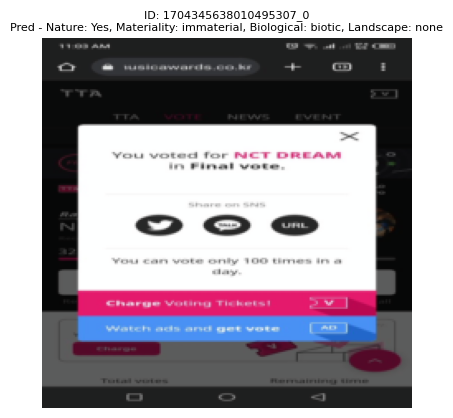 ID: 1704345638010495307_0
Pred - Nature: Yes, Materiality: immaterial, Biological: biotic, Landscape: none
11:03 AM
usicawards.co.kr
TTA
TTA VOTE NEWS EVENT
You voted for NCT DREAM
in Final vote.
Share on SNS
TALK URL
You can vote only 100 times in a
day.
Charge Voting Tickets!
V
Watch ads and get vote
AD
Charge
Total votes
Remaining time